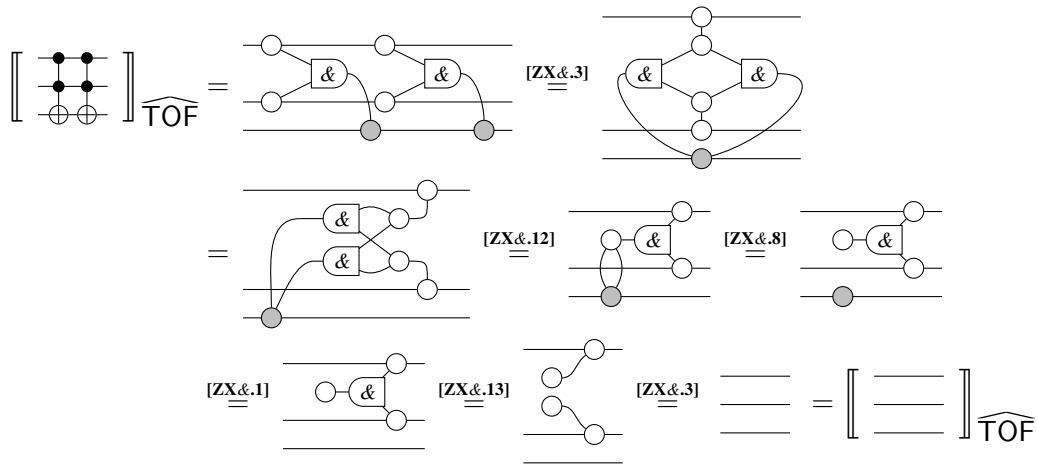 ⟦ ⟧ TOF^ = & & [ZX&.3] = & &
= & & [ZX&.12] = & [ZX&.8] = &
[ZX&.1] = & [ZX&.13] = [ZX&.3] = = ⟦ ⟧ TOF^